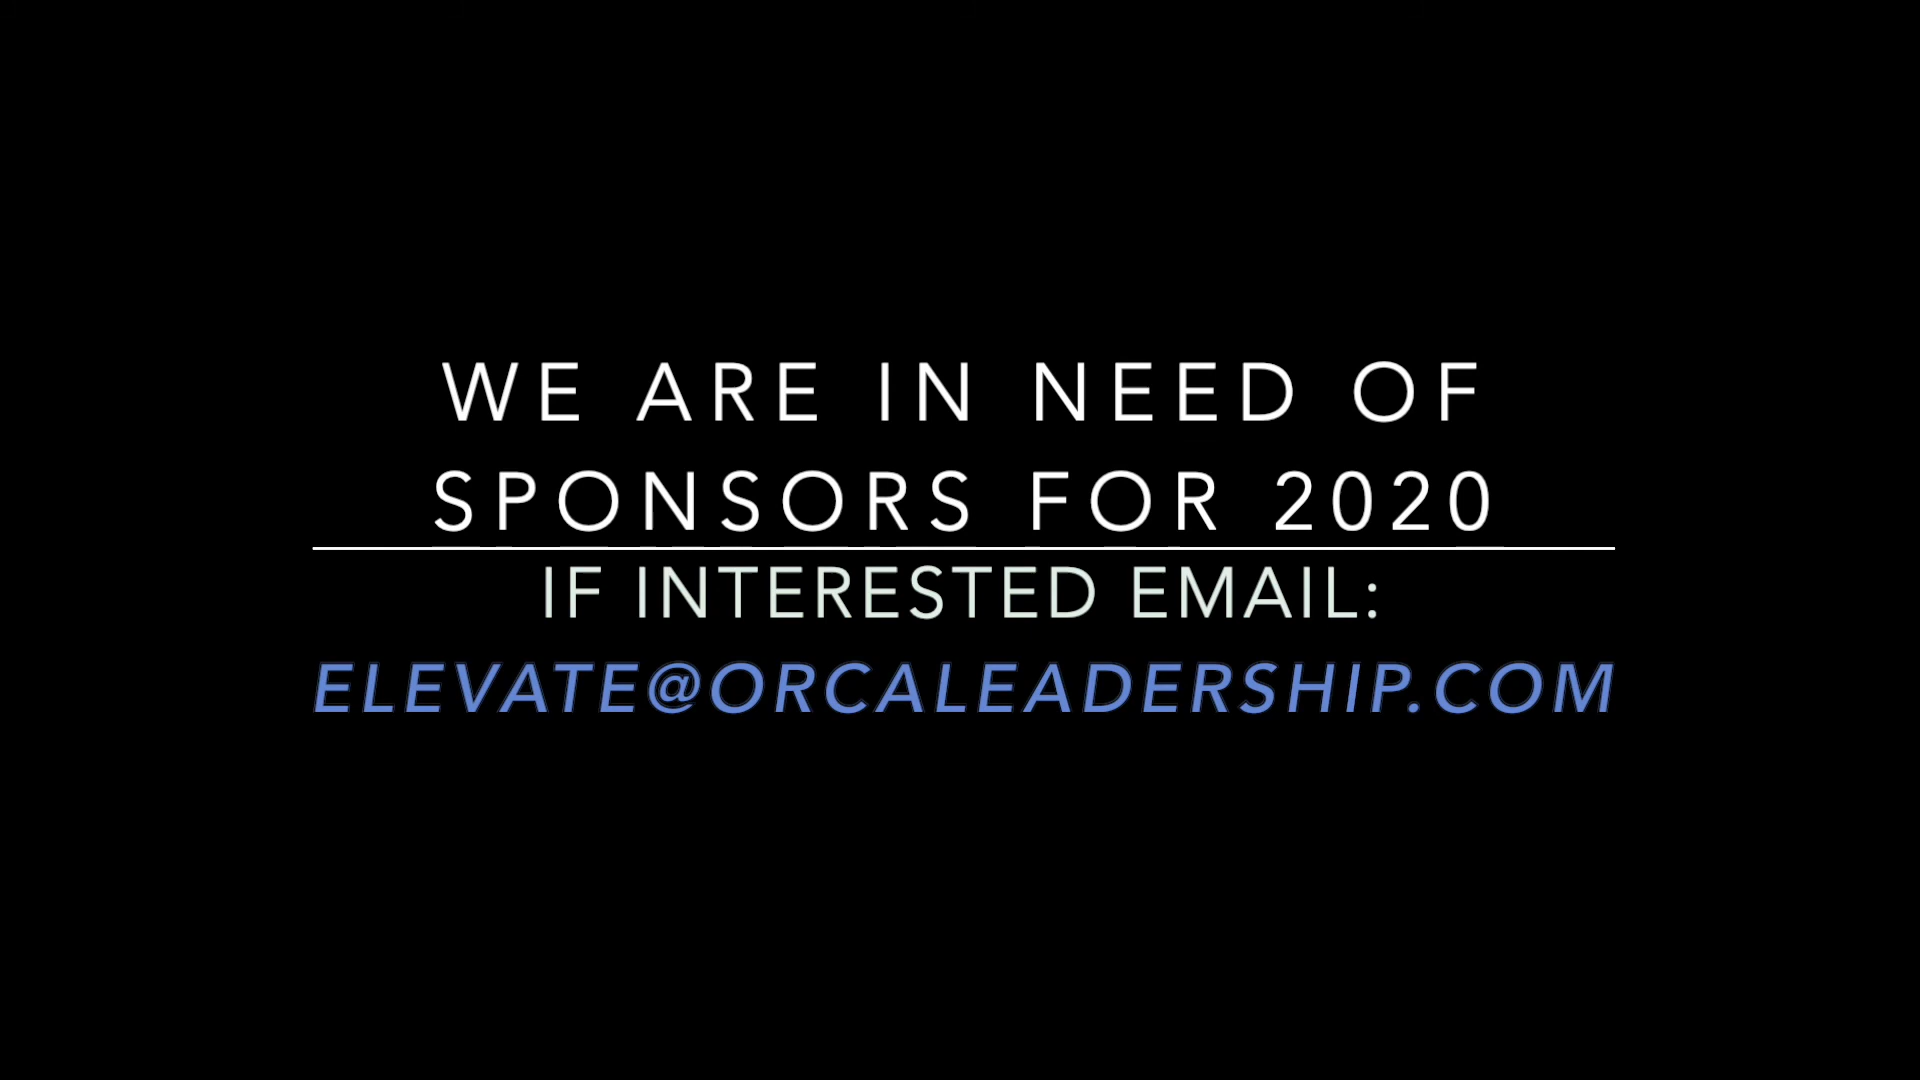 WE ARE IN NEED OF
SPONSORS FOR 2020
IF INTERESTED EMAIL:
ELEVATE@ORCALEADERSHIP.COM